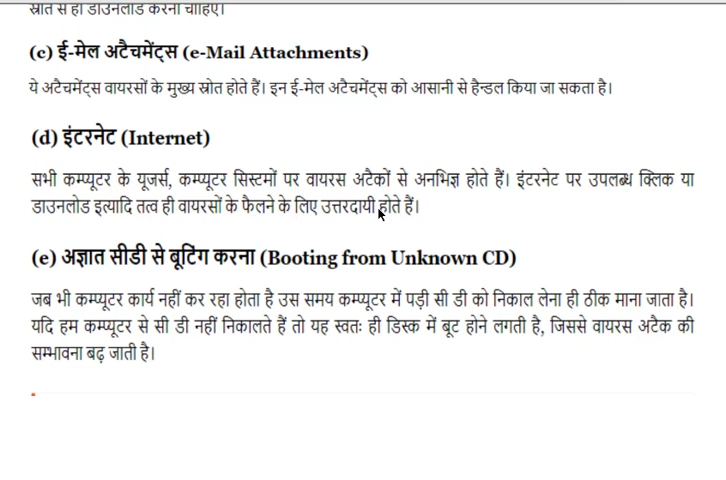 स्रोत से ही डाउनलोड करना चाहिए।
(c) ई-मेल अटैचमेंट्स (e-Mail Attachments)
ये अटैचमेंट्स वायरसों के मुख्य स्रोत होते हैं। इन ई-मेल अटैचमेंट्स को आसानी से हैन्डल किया जा सकता है।
(d) इंटरनेट (Internet)
सभी कम्प्यूटर के यूजर्स, कम्प्यूटर सिस्टमों पर वायरस अटैकों से अनभिज्ञ होते हैं। इंटरनेट पर उपलब्ध क्लिक या
डाउनलोड इत्यादि तत्व ही वायरसों के फैलने के लिए उत्तरदायी होते हैं।
(e) अज्ञात सीडी से बूटिंग करना (Booting from Unknown CD)
जब भी कम्प्यूटर कार्य नहीं कर रहा होता है उस समय कम्प्यूटर में पड़ी सी डी को निकाल लेना ही ठीक माना जाता है।
यदि हम कम्प्यूटर से सी डी नहीं निकालते हैं तो यह स्वतः ही डिस्क में बूट होने लगती है, जिससे वायरस अटैक की
सम्भावना बढ़ जाती है।